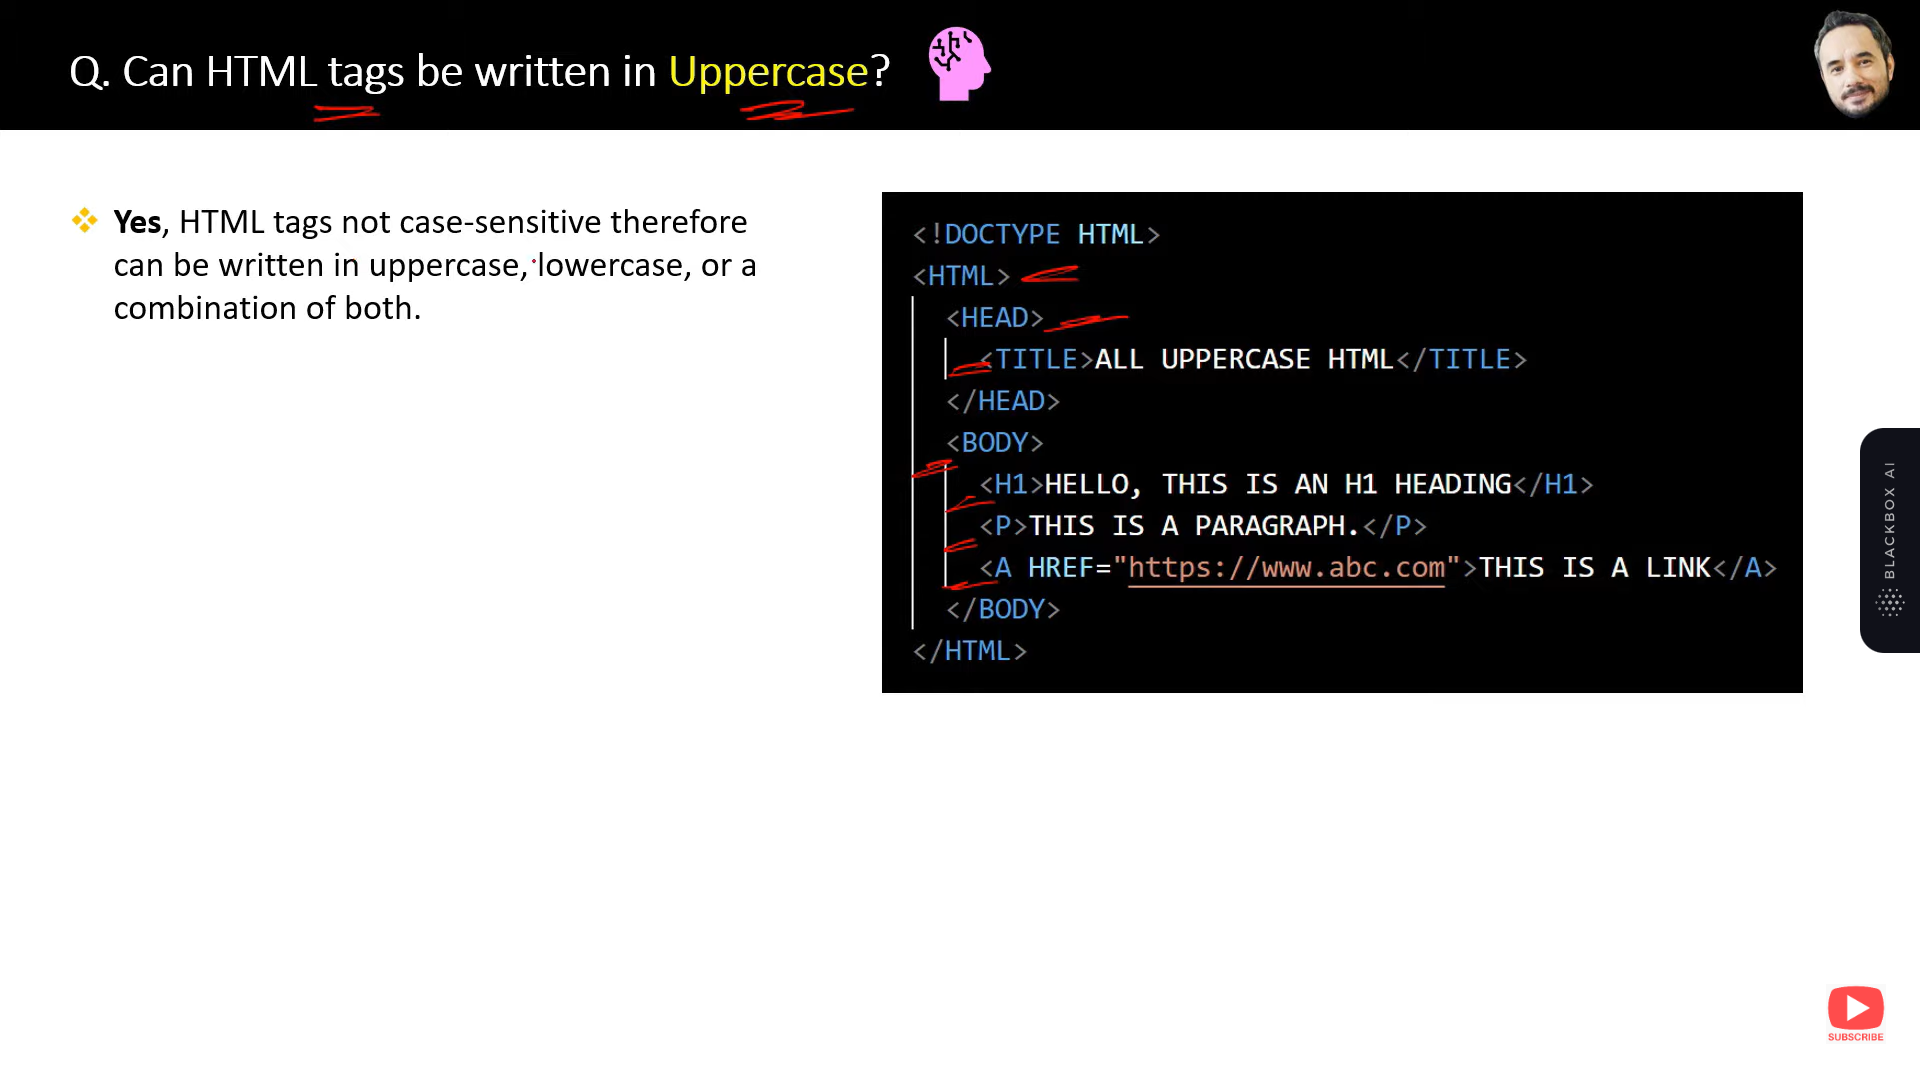 Q. Can HTML tags be written in Uppercase?
Yes, HTML tags not case-sensitive therefore
can be written in uppercase, lowercase, or a
combination of both.
<!DOCTYPE HTML>
<HTML>
<HEAD>
<TITLE>ALL UPPERCASE HTML</TITLE>
</HEAD>
<BODY>
<H1>HELLO, THIS IS AN H1 HEADING</H1>
<P>THIS IS A PARAGRAPH.</P>
<A HREF="https://www.abc.com">THIS IS A LINK</A>
</BODY>
</HTML>
BLACKBOX AI
SUBSCRIBE